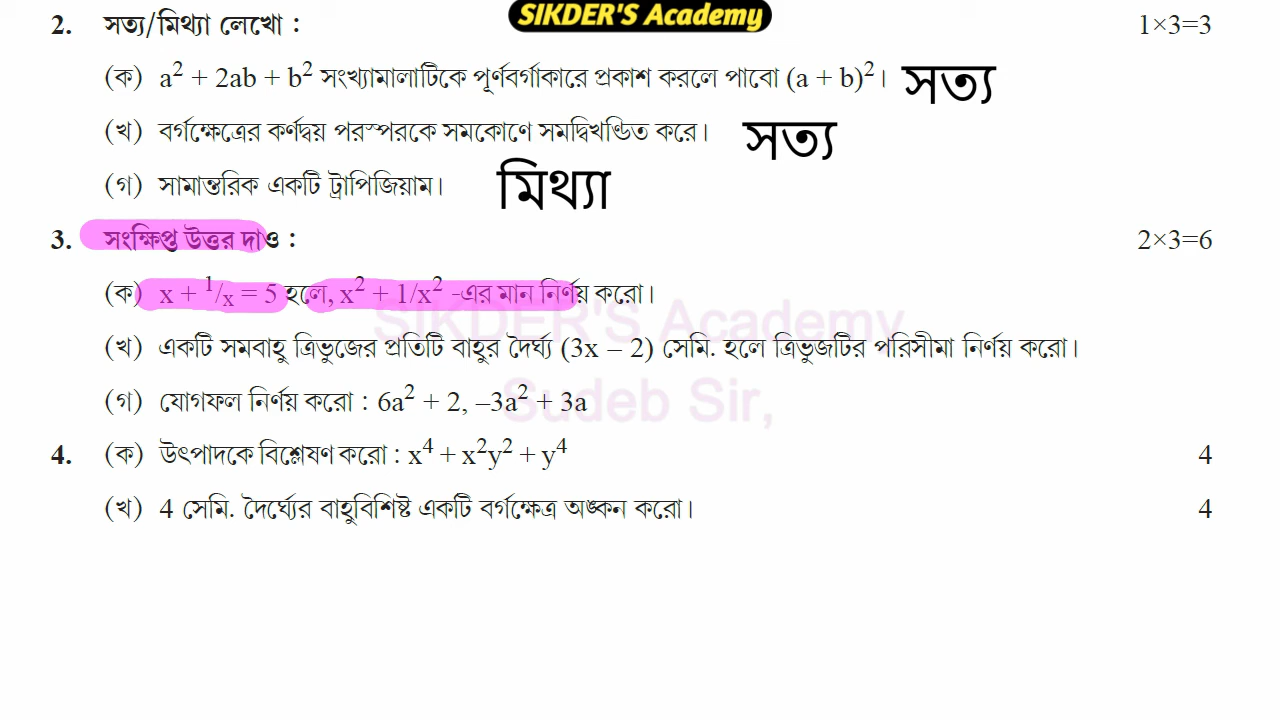 SIKDER'S Academy
2. সত্য/মিথ্যা লেখো : 1×3=3
(ক) a² + 2ab + b² সংখ্যামালাটিকে পূর্ণবর্গাকারে প্রকাশ করলে পাবো (a + b)²। সত্য
(খ) বর্গক্ষেত্রের কর্ণদ্বয় পরস্পরকে সমকোণে সমদ্বিখণ্ডিত করে। সত্য
(গ) সামান্তরিক একটি ট্রাপিজিয়াম। মিথ্যা
3. সংক্ষিপ্ত উত্তর দাও : 2×3=6
(ক) x + ¹/ₓ = 5 হলে, x² + 1/x² -এর মান নির্ণয় করো।
SIKDER'S Academy
(খ) একটি সমবাহু ত্রিভুজের প্রতিটি বাহুর দৈর্ঘ্য (3x – 2) সেমি. হলে ত্রিভুজটির পরিসীমা নির্ণয় করো।
(গ) যোগফল নির্ণয় করো : 6a² + 2, –3a² + 3a
Sudeb Sir,
4. (ক) উৎপাদকে বিশ্লেষণ করো : x⁴ + x²y² + y⁴ 4
(খ) 4 সেমি. দৈর্ঘ্যের বাহুবিশিষ্ট একটি বর্গক্ষেত্র অঙ্কন করো। 4